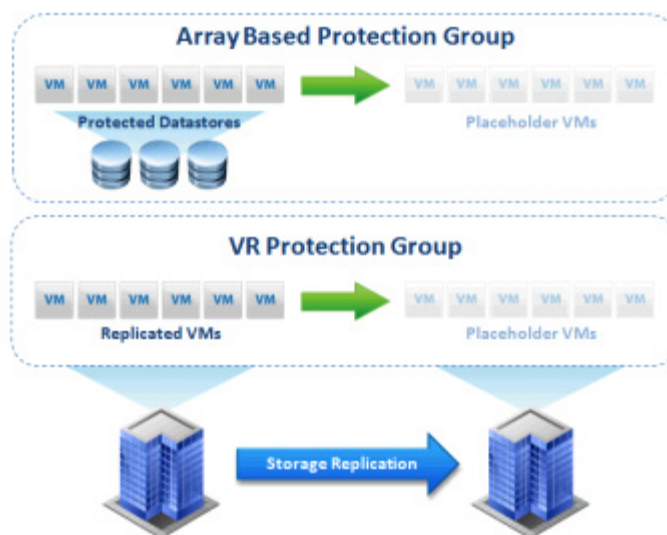 Array Based Protection Group
VM VM VM VM VM VM VM VM VM VM VM VM
Protected Datastores Placeholder VMs
VR Protection Group
VM VM VM VM VM VM VM VM VM VM VM VM
Replicated VMs Placeholder VMs
Storage Replication